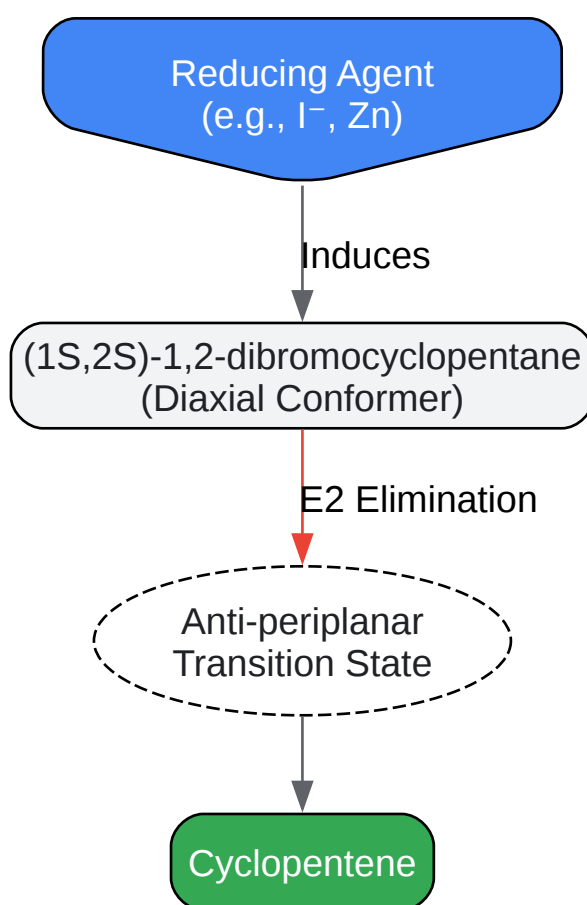 Reducing Agent
(e.g., I⁻, Zn)
Induces
(1S,2S)-1,2-dibromocyclopentane
(Diaxial Conformer)
E2 Elimination
Anti-periplanar
Transition State
Cyclopentene